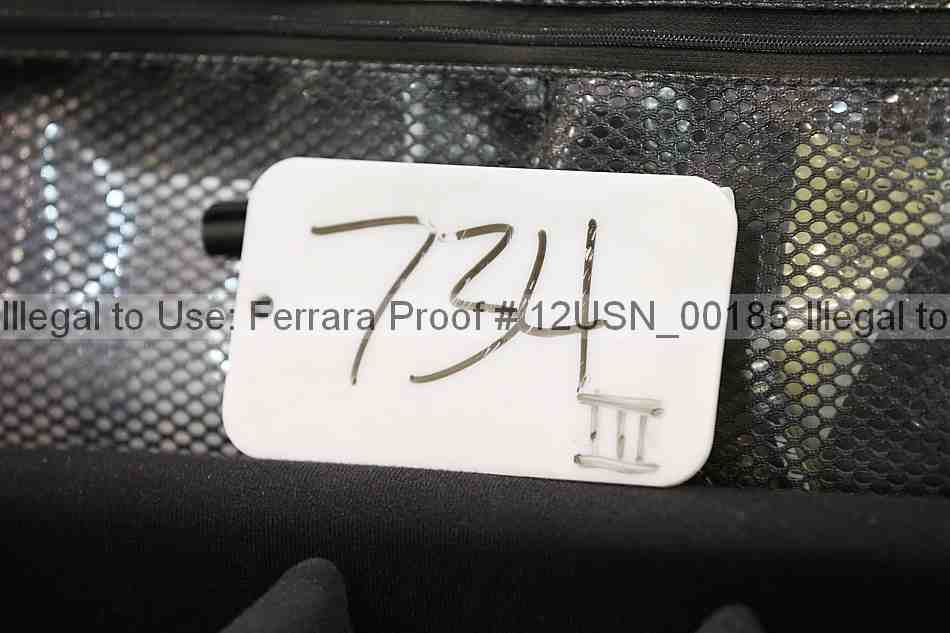 734
Illegal to Use: Ferrara Proof # 12USN_00185 Illegal to
III